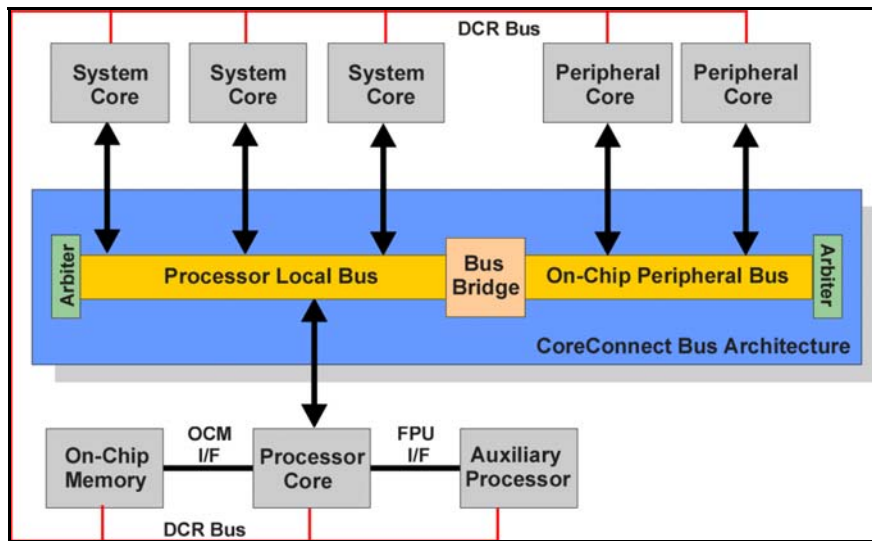 DCR Bus
System
Core
System
Core
System
Core
Peripheral
Core
Peripheral
Core
Arbiter
Processor Local Bus
Bus
Bridge
On-Chip Peripheral Bus
Arbiter
CoreConnect Bus Architecture
On-Chip
Memory
OCM
I/F
Processor
Core
FPU
I/F
Auxiliary
Processor
DCR Bus